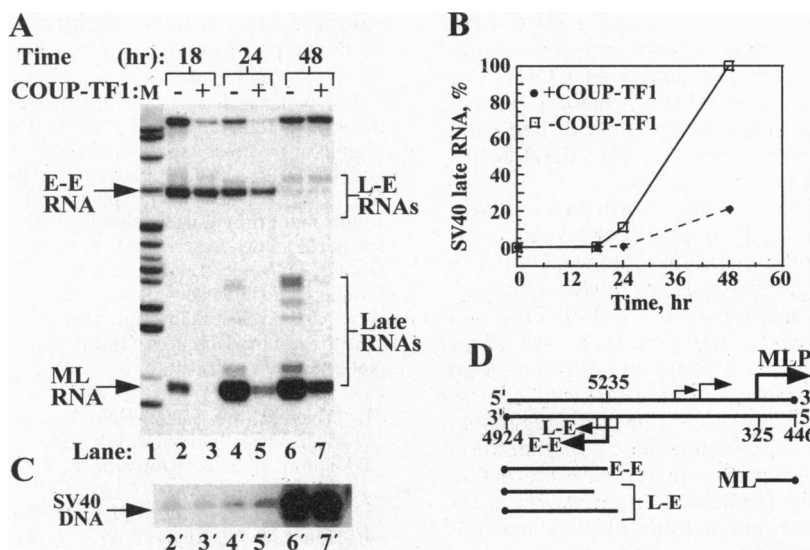 A
Time (hr): 18 24 48
COUP-TF1: M - + - + - +
E-E
RNA
L-E
RNAs
Late
RNAs
ML
RNA
Lane: 1 2 3 4 5 6 7
B
SV40 late RNA, %
100
80
60
40
20
0
+COUP-TF1
-COUP-TF1
0 12 24 36 48 60
Time, hr
C
SV40
DNA
2' 3' 4' 5' 6' 7'
D
MLP
5235
5' 3'
3' 5'
L-E
4924 325 446
E-E
E-E
ML
L-E